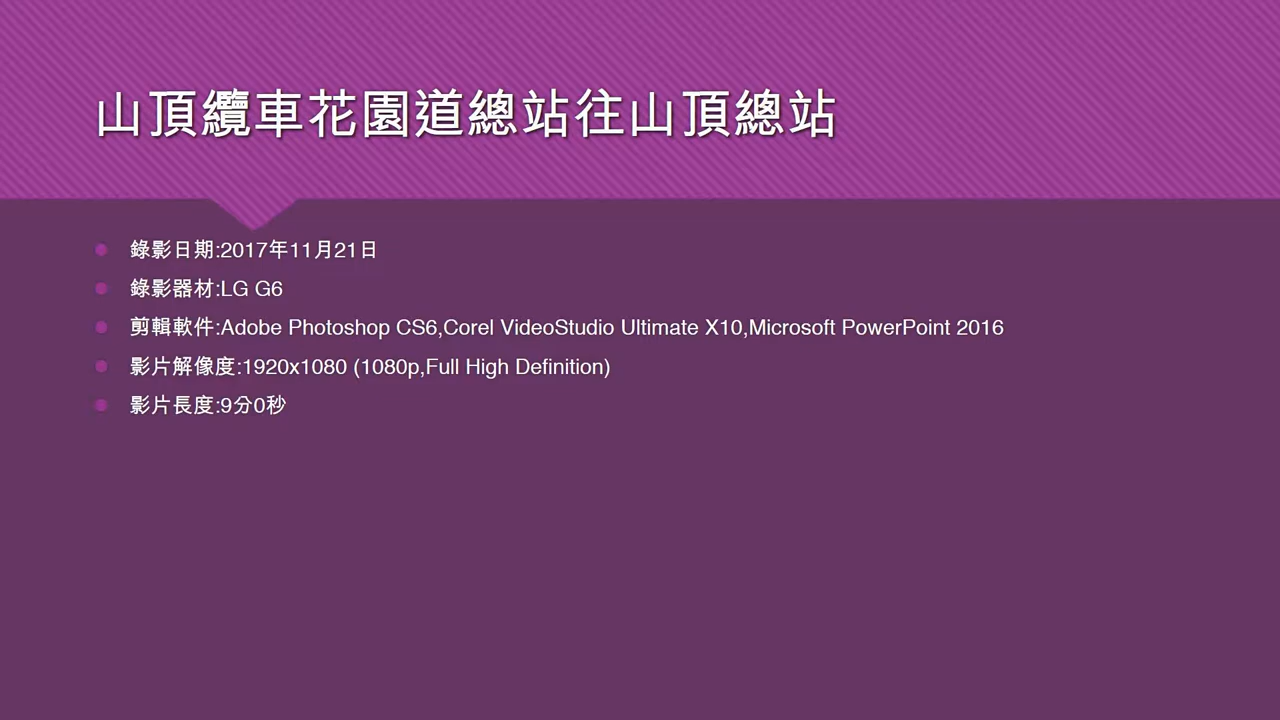 山頂纜車花園道總站往山頂總站
錄影日期:2017年11月21日
錄影器材:LG G6
剪輯軟件:Adobe Photoshop CS6,Corel VideoStudio Ultimate X10,Microsoft PowerPoint 2016
影片解像度:1920x1080 (1080p,Full High Definition)
影片長度:9分0秒